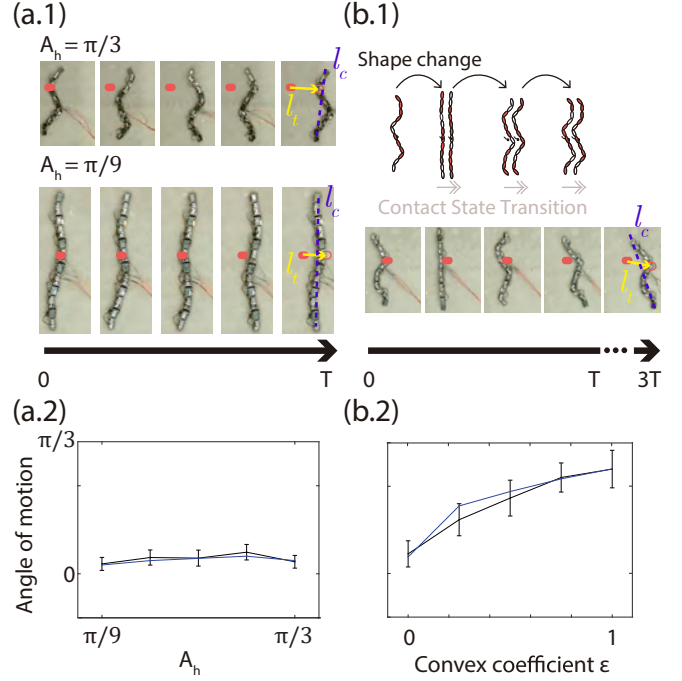 (a.1)
A_h = π/3
l_c
l_t
A_h = π/9
l_c
l_t
0
T
(b.1)
Shape change
Contact State Transition
l_c
l_t
0
T
3T
(a.2)
π/3
0
Angle of motion
π/9
π/3
A_h
(b.2)
0
1
Convex coefficient ε